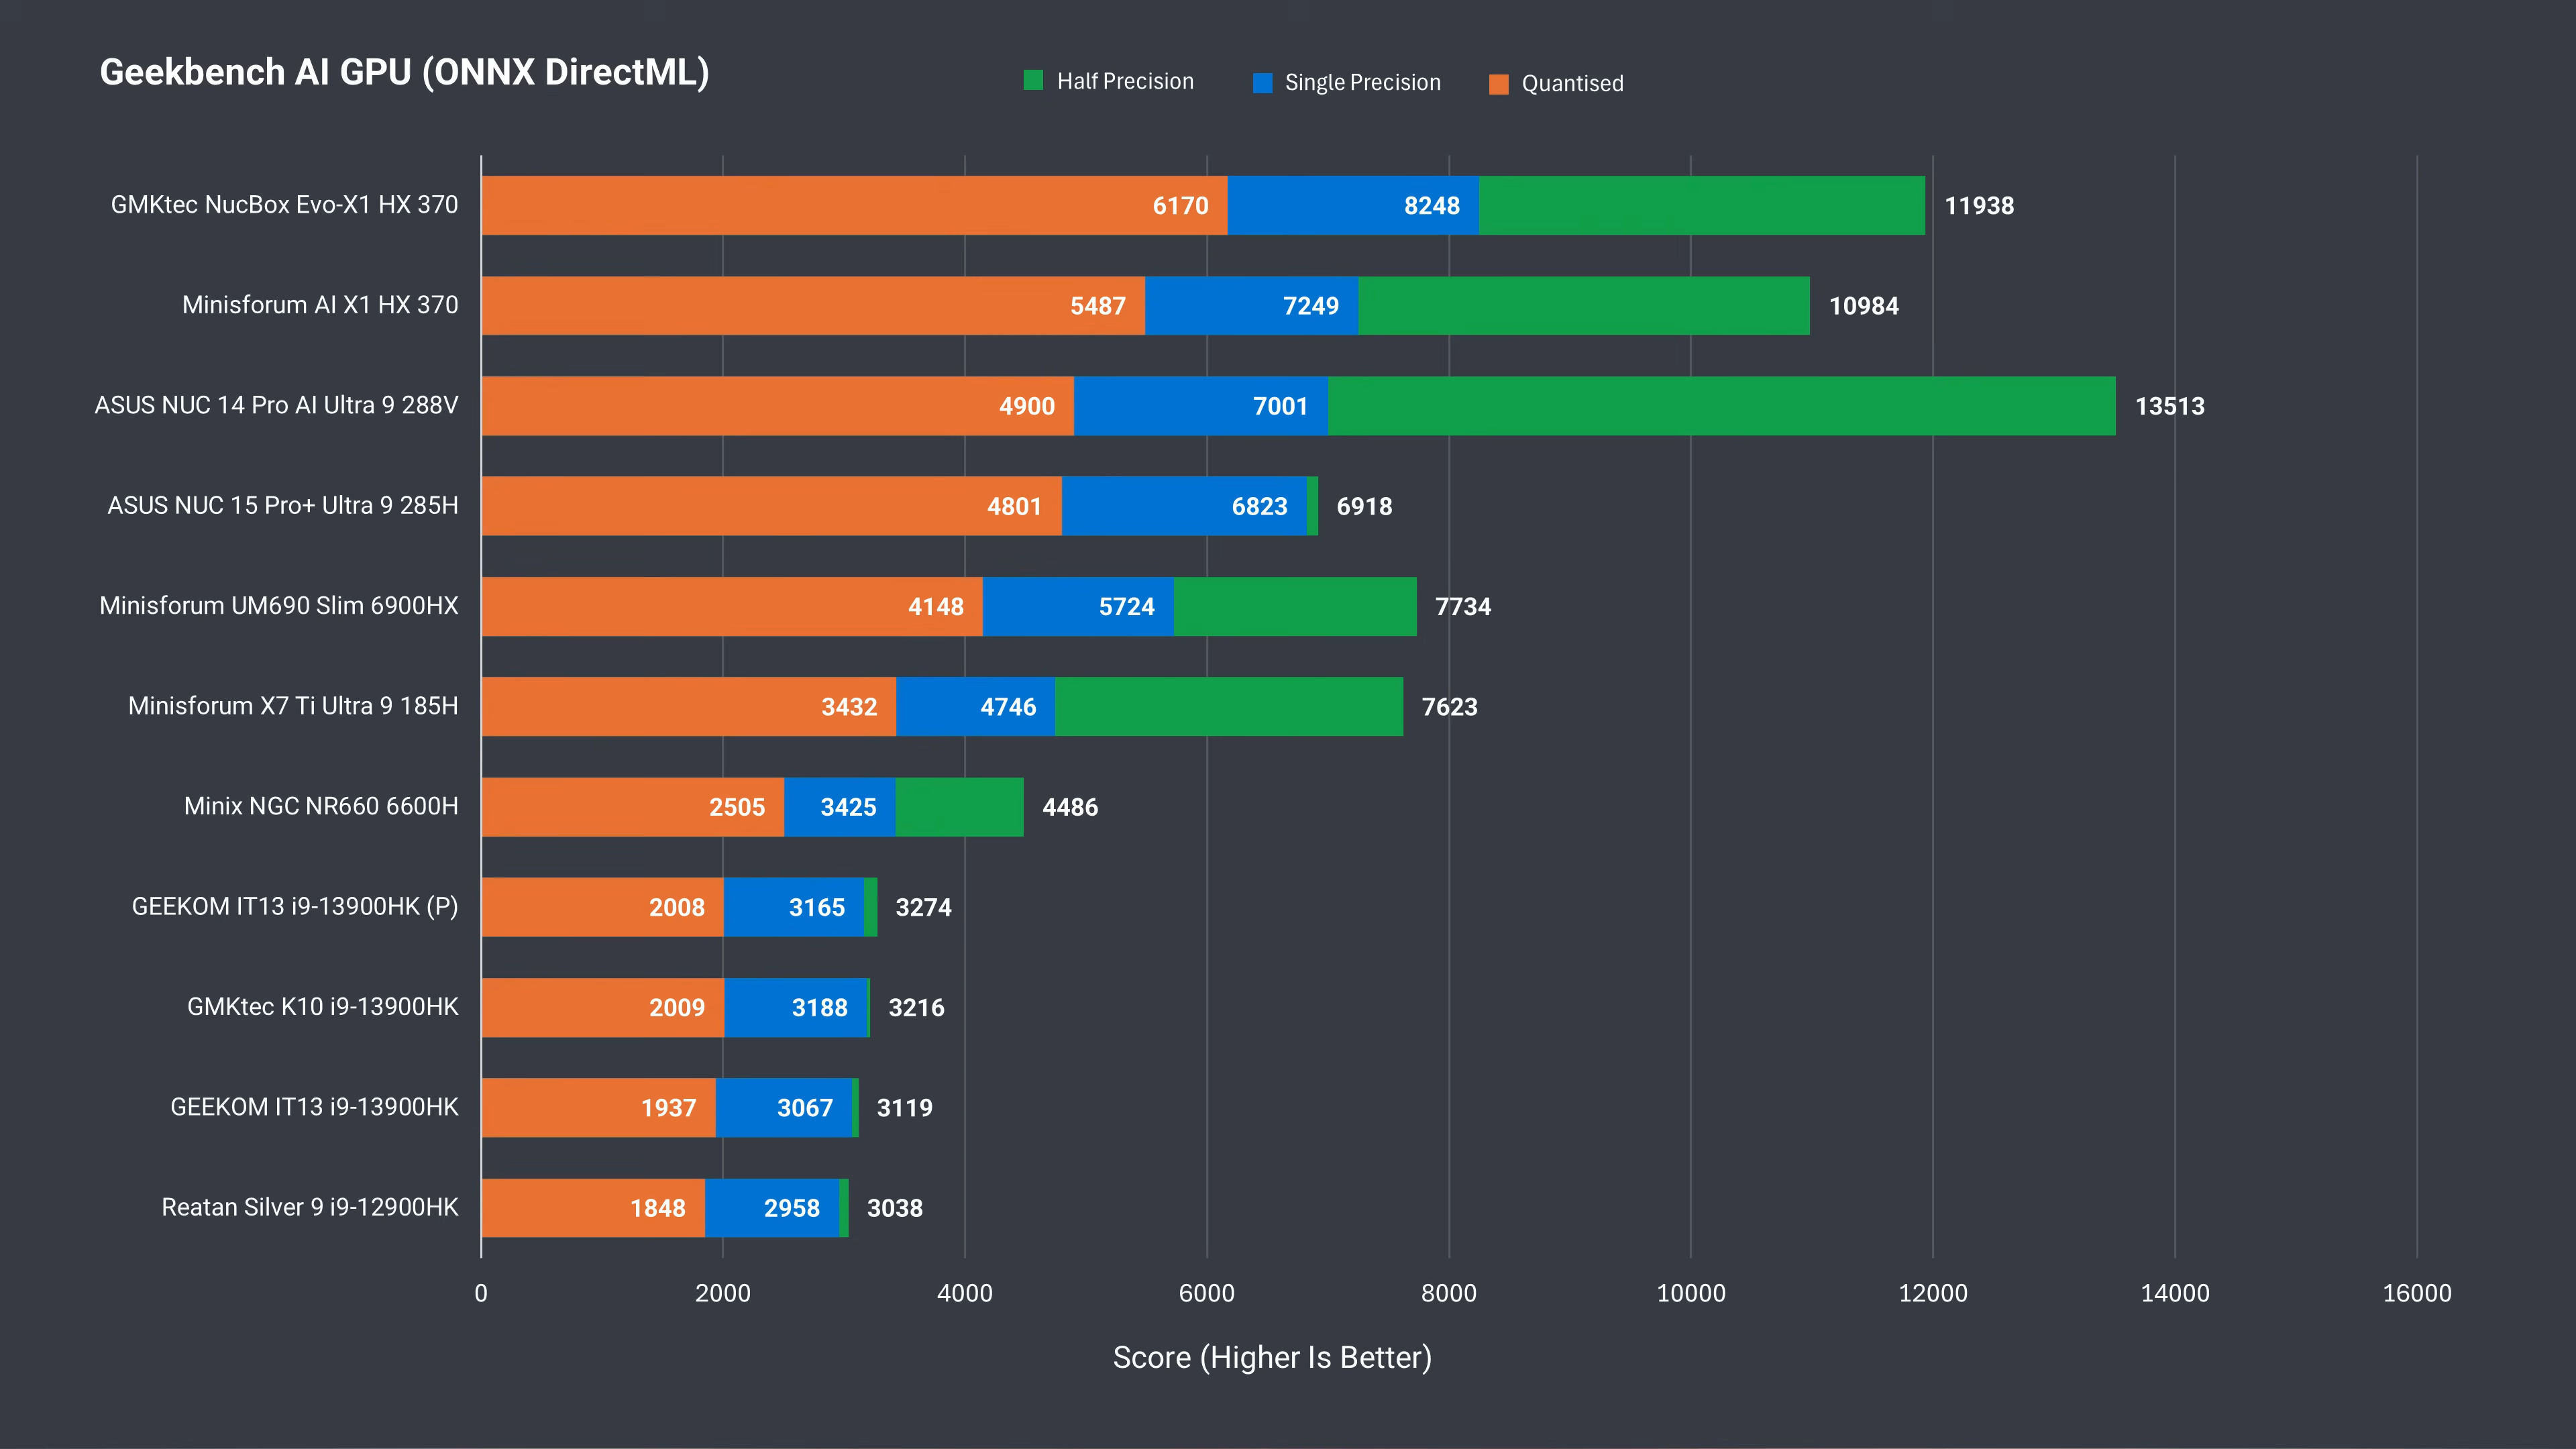 Geekbench AI GPU (ONNX DirectML)
Half Precision
Single Precision
Quantised
GMKtec NucBox Evo-X1 HX 370 6170 8248 11938
Minisforum AI X1 HX 370 5487 7249 10984
ASUS NUC 14 Pro AI Ultra 9 288V 4900 7001 13513
ASUS NUC 15 Pro+ Ultra 9 285H 4801 6823 6918
Minisforum UM690 Slim 6900HX 4148 5724 7734
Minisforum X7 Ti Ultra 9 185H 3432 4746 7623
Minix NGC NR660 6600H 2505 3425 4486
GEEKOM IT13 i9-13900HK (P) 2008 3165 3274
GMKtec K10 i9-13900HK 2009 3188 3216
GEEKOM IT13 i9-13900HK 1937 3067 3119
Reatan Silver 9 i9-12900HK 1848 2958 3038
0 2000 4000 6000 8000 10000 12000 14000 16000
Score (Higher Is Better)